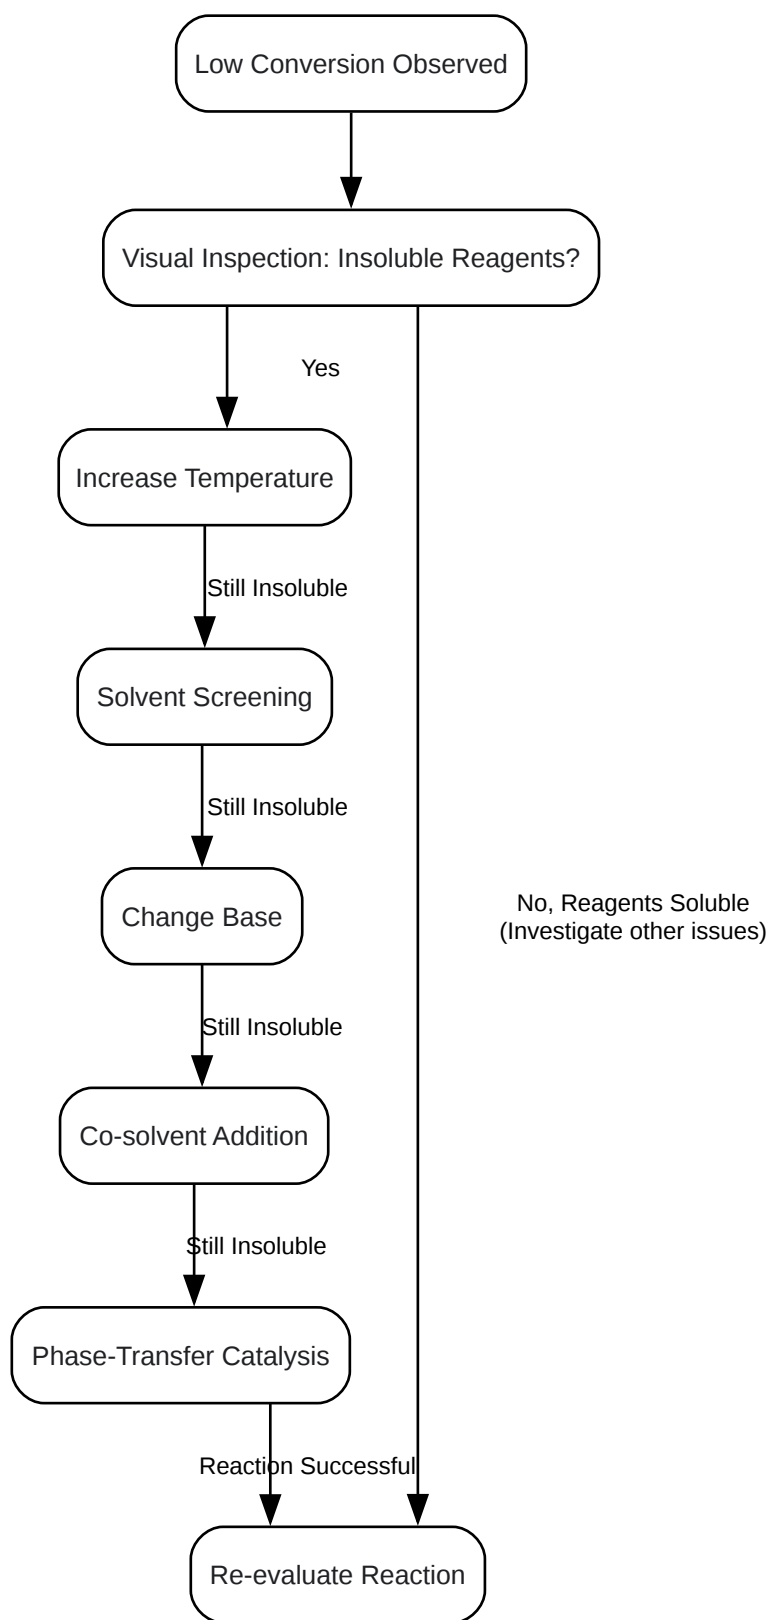 Low Conversion Observed
Visual Inspection: Insoluble Reagents?
Yes
Increase Temperature
Still Insoluble
Solvent Screening
Still Insoluble
Change Base
No, Reagents Soluble
(Investigate other issues)
Still Insoluble
Co-solvent Addition
Still Insoluble
Phase-Transfer Catalysis
Reaction Successful
Re-evaluate Reaction